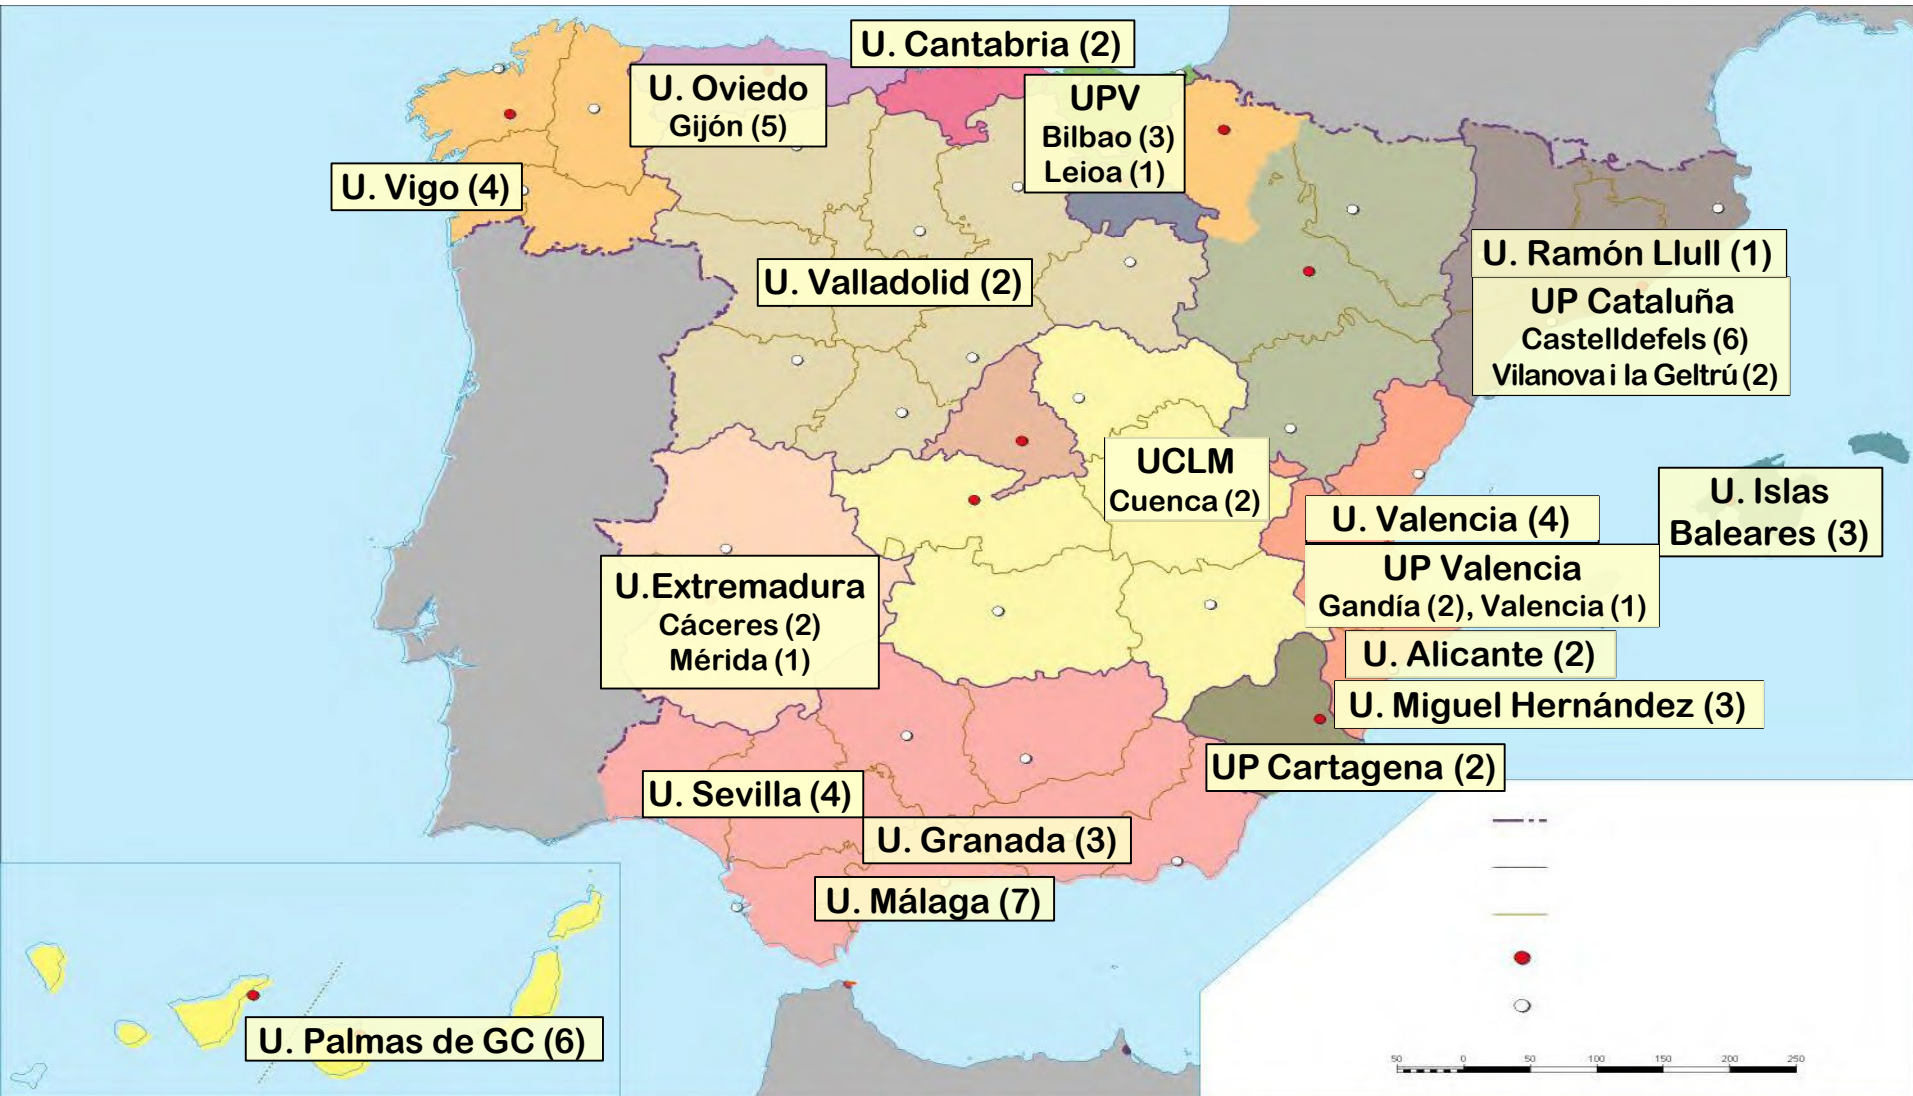 U. Cantabria (2)
U. Oviedo
Gijón (5)
UPV
Bilbao (3)
Leioa (1)
U. Vigo (4)
U. Valladolid (2)
U. Ramón Llull (1)
UP Cataluña
Castelldefels (6)
Vilanova i la Geltrú (2)
UCLM
Cuenca (2)
U. Islas
Baleares (3)
U. Valencia (4)
UP Valencia
Gandía (2), Valencia (1)
U.Extremadura
Cáceres (2)
Mérida (1)
U. Alicante (2)
U. Miguel Hernández (3)
UP Cartagena (2)
U. Sevilla (4)
U. Granada (3)
U. Málaga (7)
U. Palmas de GC (6)
50 0 50 100 150 200 250